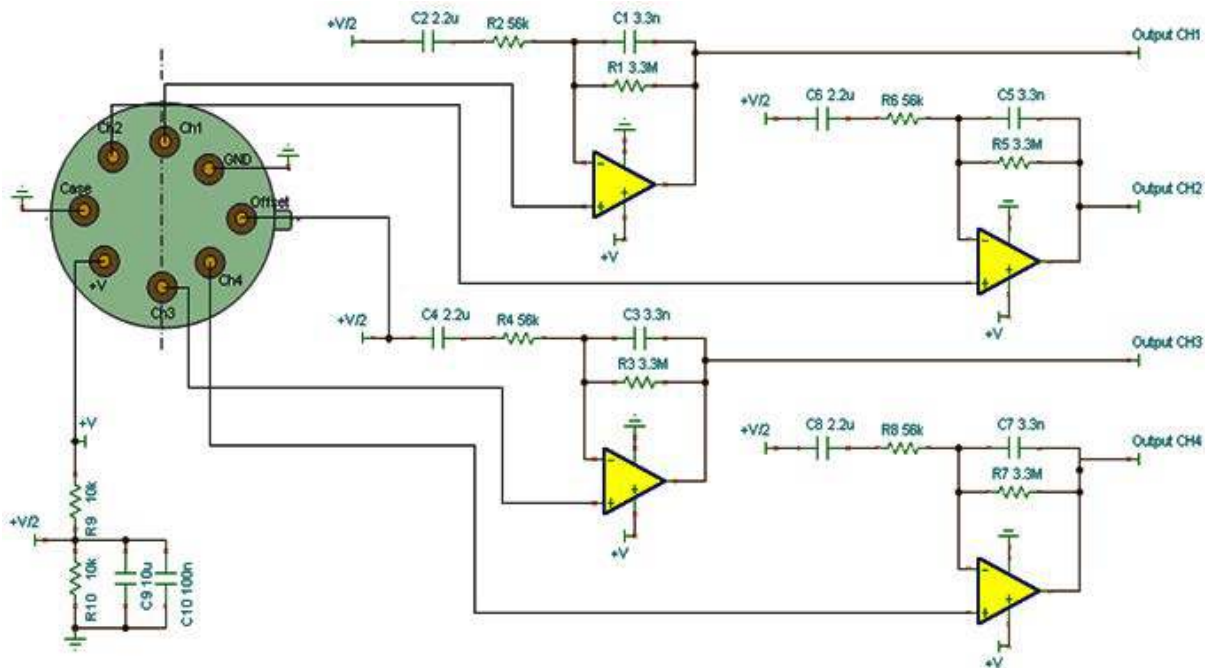 +V/2
C2 2.2u
R2 56k
C1 3.3n
R1 3.3M
Output CH1
+V
+V/2
C6 2.2u
R6 56k
C5 3.3n
R5 3.3M
Output CH2
+V
Ch2
Ch1
GND
Case
Offset
+V
Ch4
Ch3
+V/2
C4 2.2u
R4 56k
C3 3.3n
R3 3.3M
Output CH3
+V
+V/2
C8 2.2u
R8 56k
C7 3.3n
R7 3.3M
Output CH4
+V
+V
R9 10k
+V/2
R10 10k
C9 10u
C10 100n